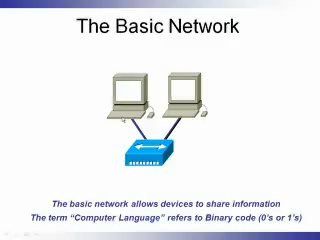 The Basic Network
The basic network allows devices to share information
The term “Computer Language” refers to Binary code (0’s or 1’s)